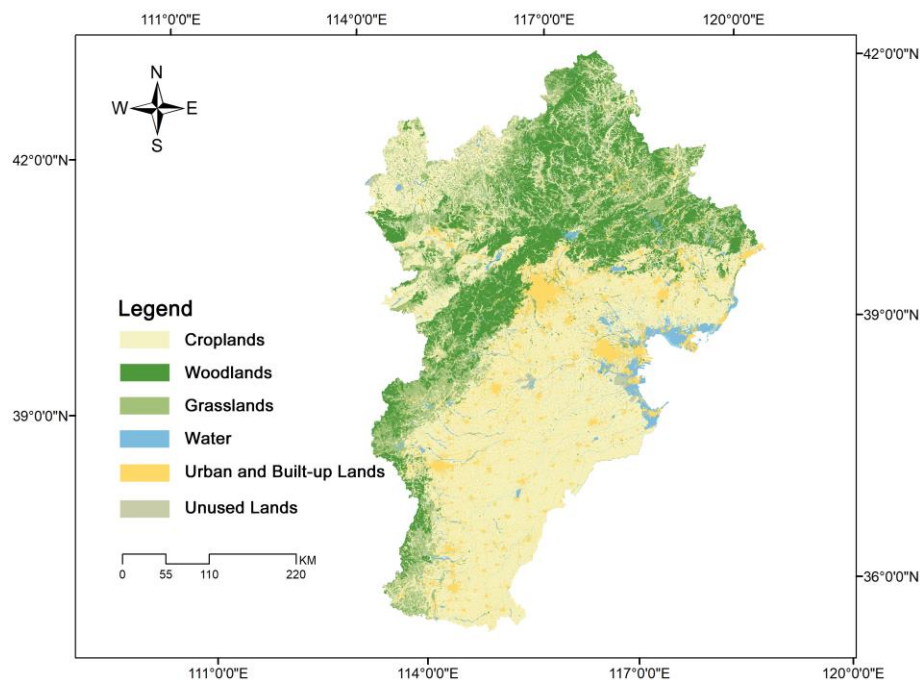 111°0'0"E 114°0'0"E 117°0'0"E 120°0'0"E
42°0'0"N
N
W E
S
42°0'0"N
Legend
Croplands
Woodlands
Grasslands
Water
Urban and Built-up Lands
Unused Lands
39°0'0"N
39°0'0"N
KM
0 55 110 220
36°0'0"N
111°0'0"E 114°0'0"E 117°0'0"E 120°0'0"E